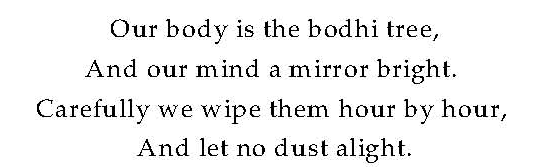 Our body is the bodhi tree,
And our mind a mirror bright.
Carefully we wipe them hour by hour,
And let no dust alight.